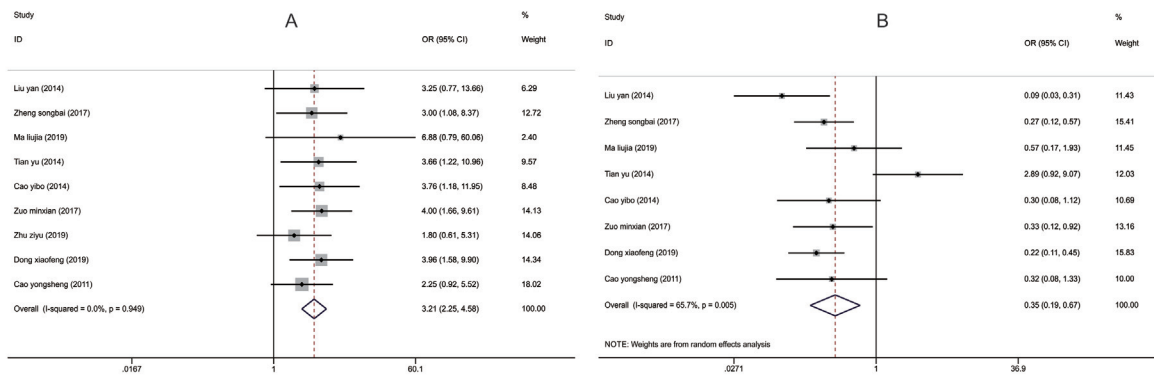 A
Study %
ID OR (95% CI) Weight
Liu yan (2014) 3.25 (0.77, 13.66) 6.29
Zheng songbai (2017) 3.00 (1.08, 8.37) 12.72
Ma liujia (2019) 6.88 (0.79, 60.06) 2.40
Tian yu (2014) 3.66 (1.22, 10.96) 9.57
Cao yibo (2014) 3.76 (1.18, 11.95) 8.48
Zuo minxian (2017) 4.00 (1.66, 9.61) 14.13
Zhu ziyu (2019) 1.80 (0.61, 5.31) 14.06
Dong xiaofeng (2019) 3.96 (1.58, 9.90) 14.34
Cao yongsheng (2011) 2.25 (0.92, 5.52) 18.02
Overall (I-squared = 0.0%, p = 0.949) 3.21 (2.25, 4.58) 100.00
.0167 1 60.1
B
Study %
ID OR (95% CI) Weight
Liu yan (2014) 0.09 (0.03, 0.31) 11.43
Zheng songbai (2017) 0.27 (0.12, 0.57) 15.41
Ma liujia (2019) 0.57 (0.17, 1.93) 11.45
Tian yu (2014) 2.89 (0.92, 9.07) 12.03
Cao yibo (2014) 0.30 (0.08, 1.12) 10.69
Zuo minxian (2017) 0.33 (0.12, 0.92) 13.16
Dong xiaofeng (2019) 0.22 (0.11, 0.45) 15.83
Cao yongsheng (2011) 0.32 (0.08, 1.33) 10.00
Overall (I-squared = 65.7%, p = 0.005) 0.35 (0.19, 0.67) 100.00
NOTE: Weights are from random effects analysis
.0271 1 36.9